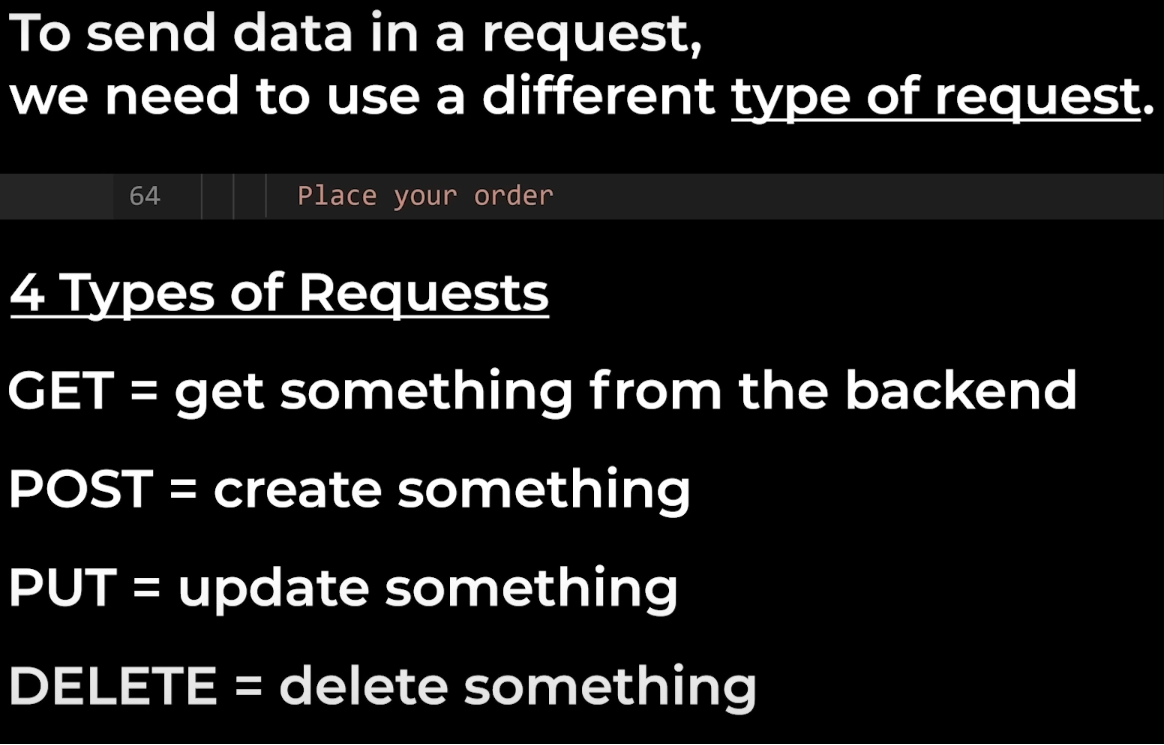 To send data in a request,
we need to use a different type of request.
64 Place your order
4 Types of Requests
GET = get something from the backend
POST = create something
PUT = update something
DELETE = delete something